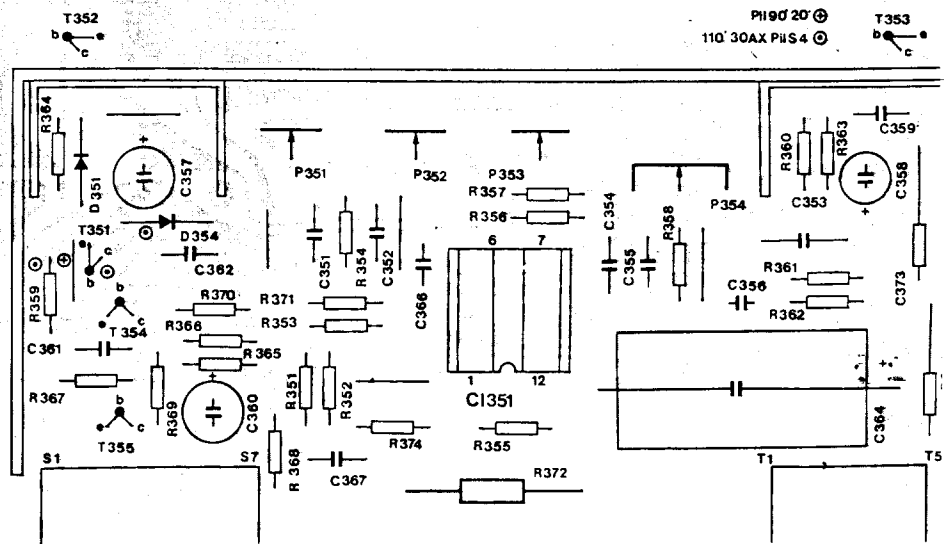 T352
b e
c
PII90° 20" ⊕
110° 30AX PIIS4 ⊙
T353
b e
c
R364
D351
+
C357
P351
P352
P353
R357
R356
P354
R360
R363
C359
C358
+
C353
T351
e c
b
D354
C362
C351
R354
C352
C366
6 7
C354
C355
R358
R361
C356
R362
C373
R359
b
e c
T354
R370
R371
R353
R366
R365
C361
R367
R369
+
C360
R351
R352
1 12
CI351
R374
R355
C364
+
b
e c
T355
S1
S7
R368
C367
R372
T1
T5